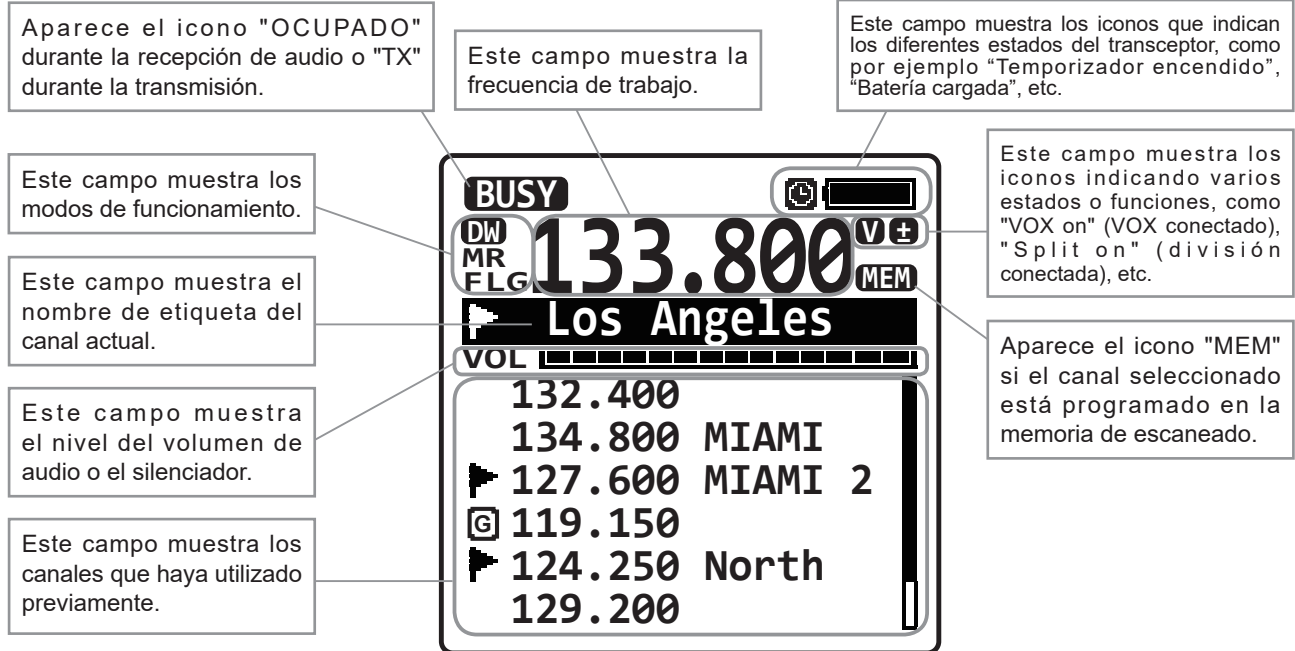 Aparece el icono "OCUPADO"
durante la recepción de audio o "TX"
durante la transmisión.
Este campo muestra la
frecuencia de trabajo.
Este campo muestra los iconos que indican
los diferentes estados del transceptor, como
por ejemplo “Temporizador encendido”,
“Batería cargada”, etc.
Este campo muestra los
modos de funcionamiento.
Este campo muestra el
nombre de etiqueta del
canal actual.
Este campo muestra
el nivel del volumen de
audio o el silenciador.
Este campo muestra los
canales que haya utilizado
previamente.
BUSY
DW
MR
FLG
133.800
V ±
MEM
Los Angeles
VOL
132.400
134.800 MIAMI
127.600 MIAMI 2
G 119.150
124.250 North
129.200
Este campo muestra los
iconos indicando varios
estados o funciones, como
"VOX on" (VOX conectado),
"Split on" (división
conectada), etc.
Aparece el icono "MEM"
si el canal seleccionado
está programado en la
memoria de escaneado.